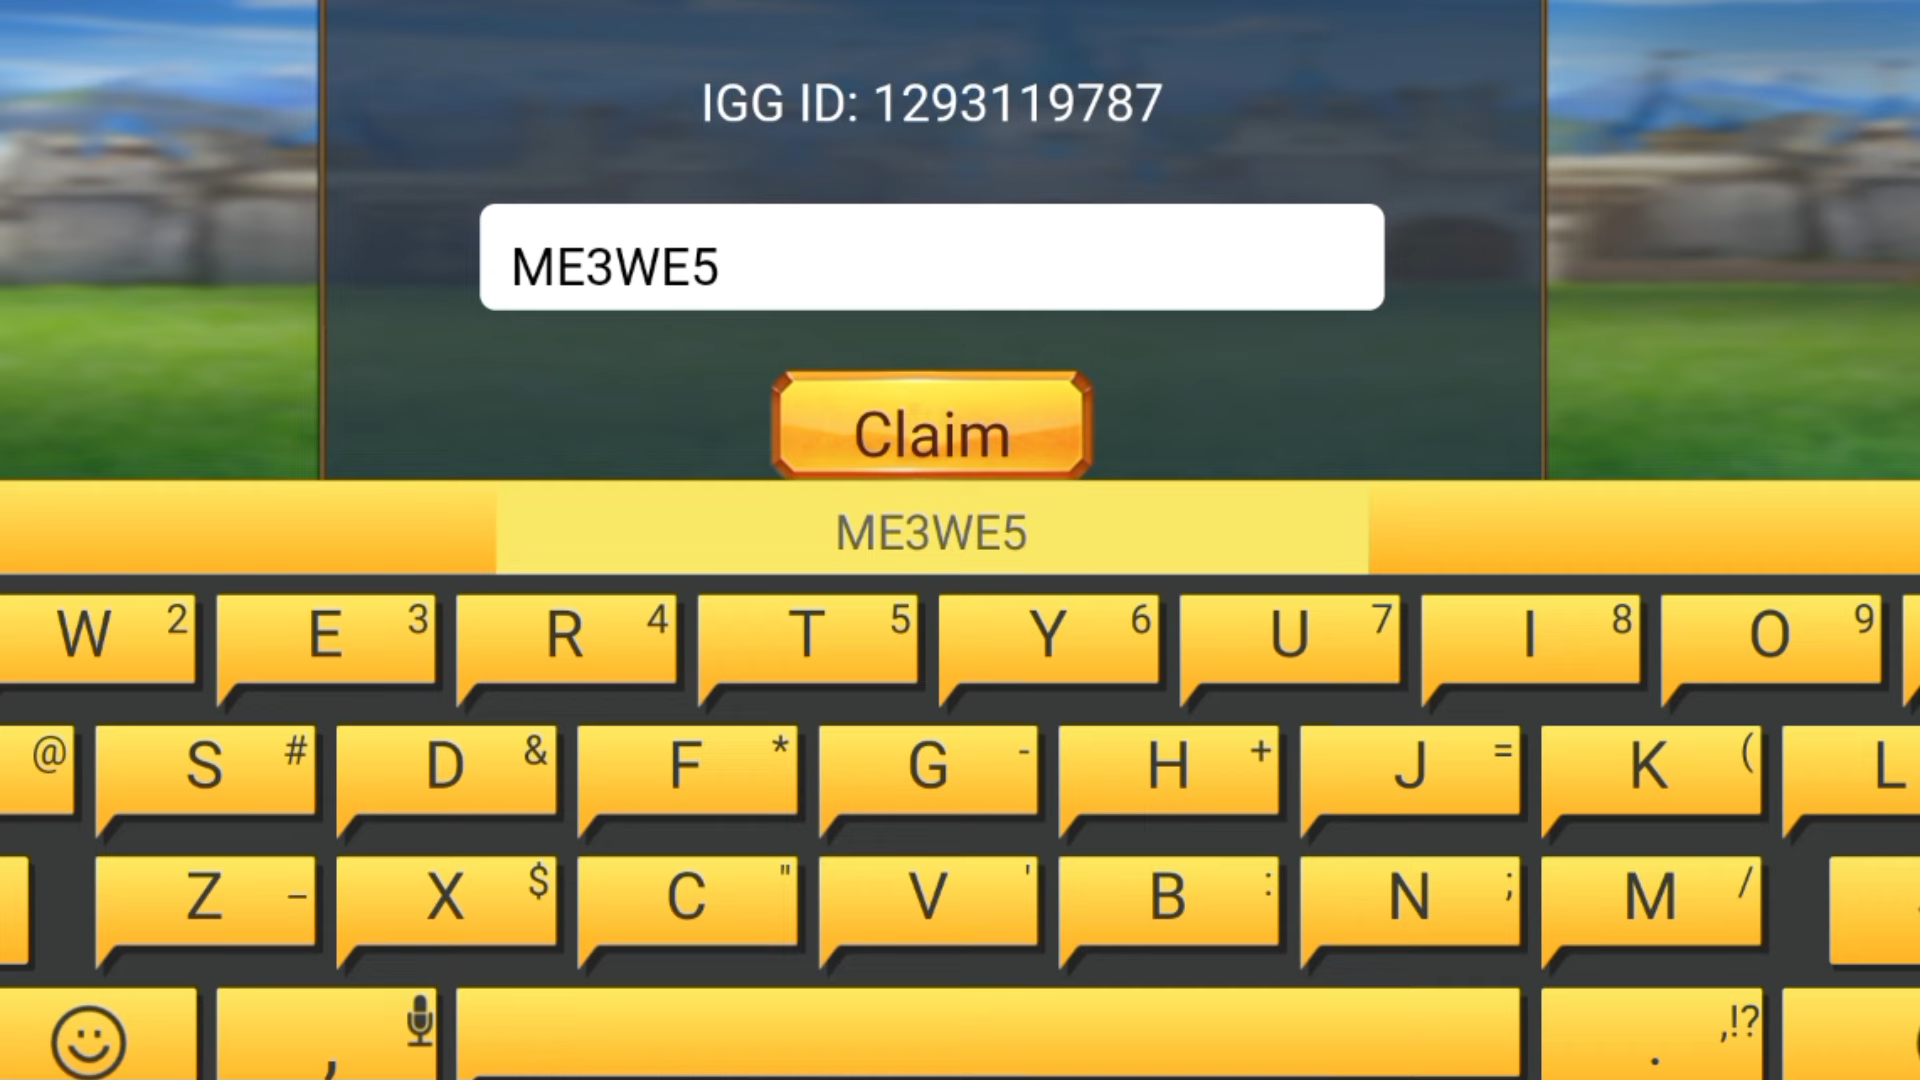 IGG ID: 1293119787
ME3WE5
Claim
ME3WE5
W 2 E 3 R 4 T 5 Y 6 U 7 I 8 O 9
@ S # D & F * G - H + J = K ( L
Z _ X $ C " V ' B : N ; M /
, . ,!?